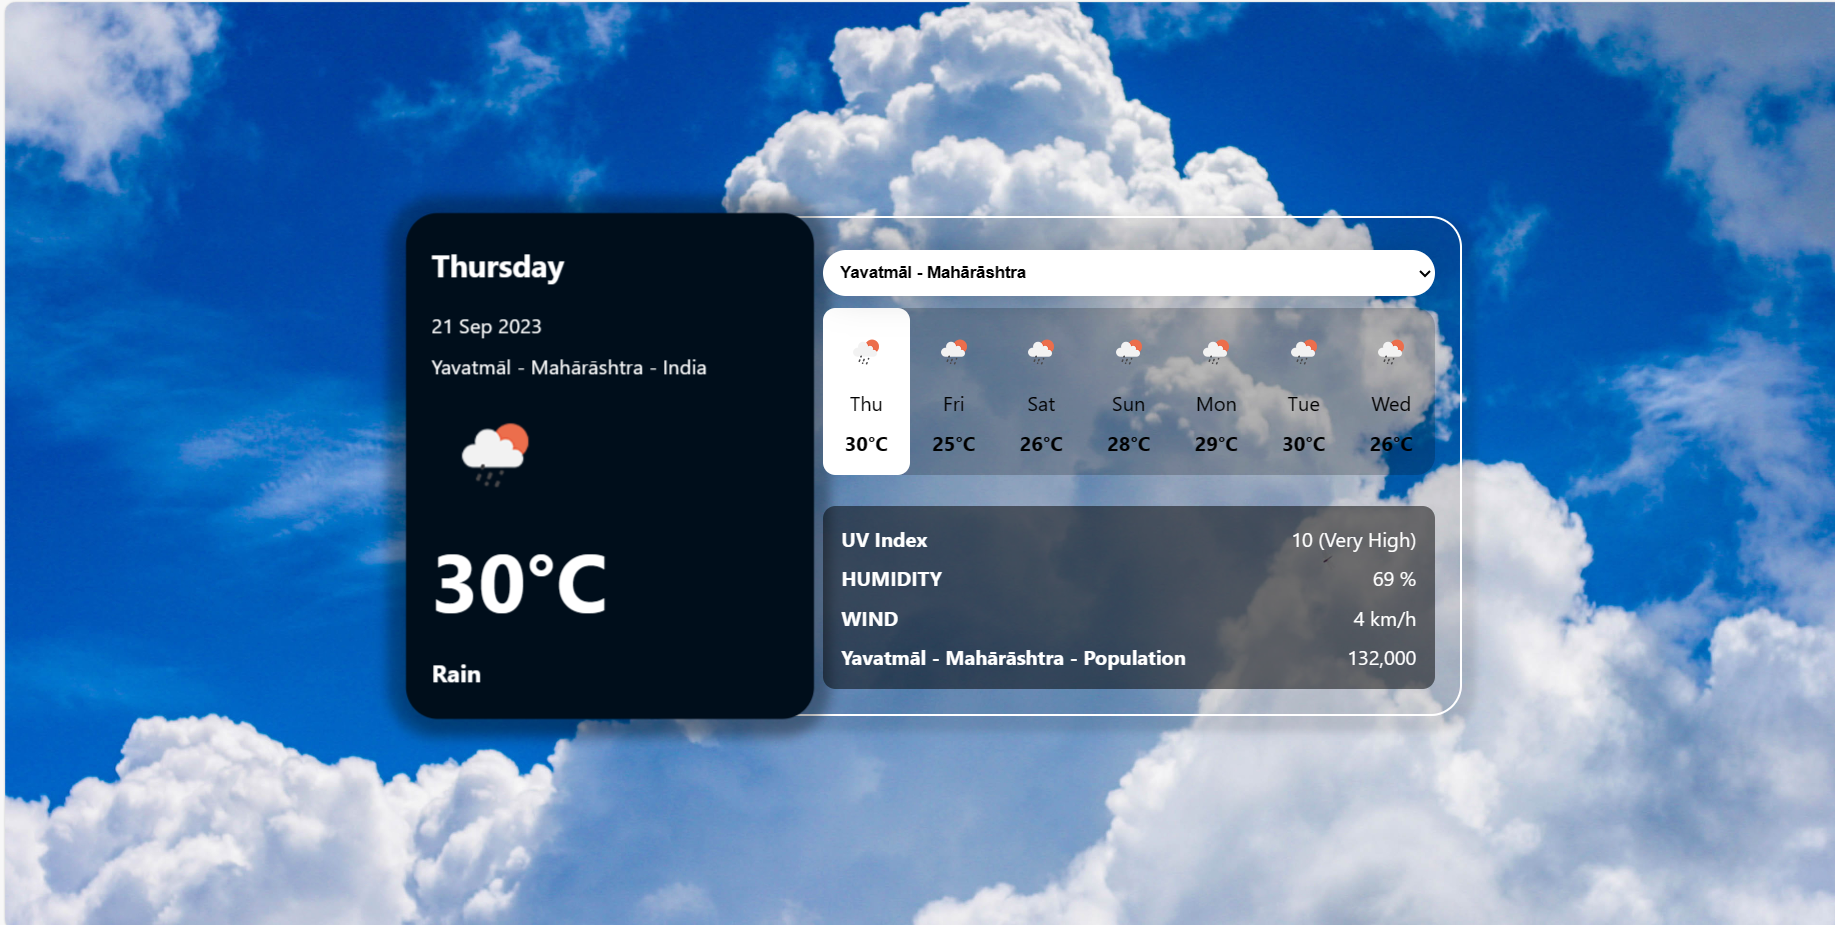 Thursday
21 Sep 2023
Yavatmāl - Mahārāshtra - India
30°C
Rain
Yavatmāl - Mahārāshtra
Thu Fri Sat Sun Mon Tue Wed
30°C 25°C 26°C 28°C 29°C 30°C 26°C
UV Index 10 (Very High)
HUMIDITY 69 %
WIND 4 km/h
Yavatmāl - Mahārāshtra - Population 132,000